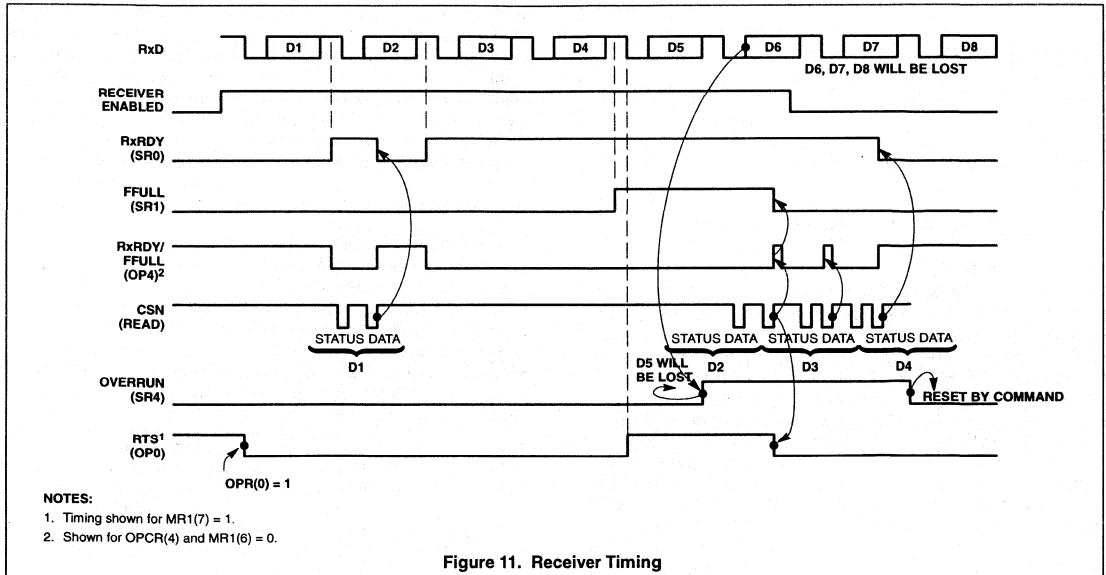 RxD
D1
D2
D3
D4
D5
D6
D7
D8
D6, D7, D8 WILL BE LOST
RECEIVER
ENABLED
RxRDY
(SR0)
FFULL
(SR1)
RxRDY/
FFULL
(OP4)2
CSN
(READ)
STATUS DATA
D1
STATUS DATA
D2
STATUS DATA
D3
STATUS DATA
D4
D5 WILL
BE LOST
OVERRUN
(SR4)
RESET BY COMMAND
RTS1
(OP0)
OPR(0) = 1
NOTES:
1. Timing shown for MR1(7) = 1.
2. Shown for OPCR(4) and MR1(6) = 0.
Figure 11. Receiver Timing